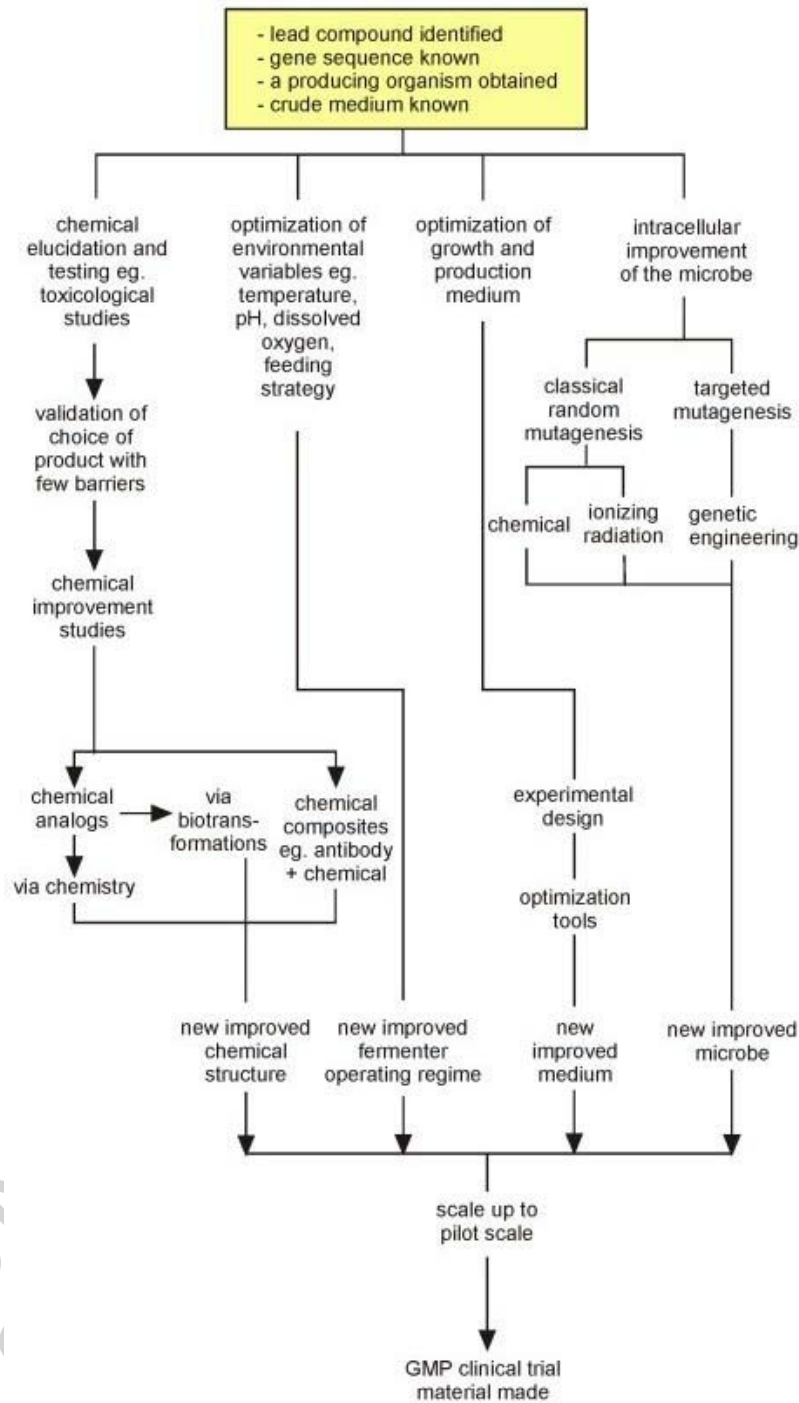 - lead compound identified
- gene sequence known
- a producing organism obtained
- crude medium known
chemical
elucidation and
testing eg.
toxicological
studies
optimization of
environmental
variables eg.
temperature,
pH, dissolved
oxygen,
feeding
strategy
optimization of
growth and
production
medium
intracellular
improvement
of the microbe
validation of
choice of
product with
few barriers
classical
random
mutagenesis
targeted
mutagenesis
chemical
ionizing
radiation
genetic
engineering
chemical
improvement
studies
chemical
analogs
via
biotrans-
formations
chemical
composites
eg. antibody
+ chemical
via chemistry
experimental
design
optimization
tools
new improved
chemical
structure
new improved
fermenter
operating regime
new
improved
medium
new improved
microbe
scale up to
pilot scale
GMP clinical trial
material made